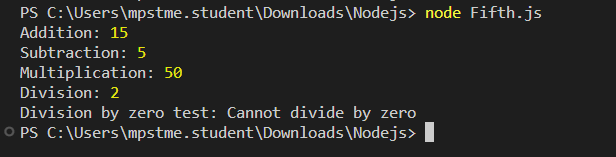 PS C:\Users\mpstme.student\Downloads\Nodejs> node Fifth.js
Addition: 15
Subtraction: 5
Multiplication: 50
Division: 2
Division by zero test: Cannot divide by zero
PS C:\Users\mpstme.student\Downloads\Nodejs>